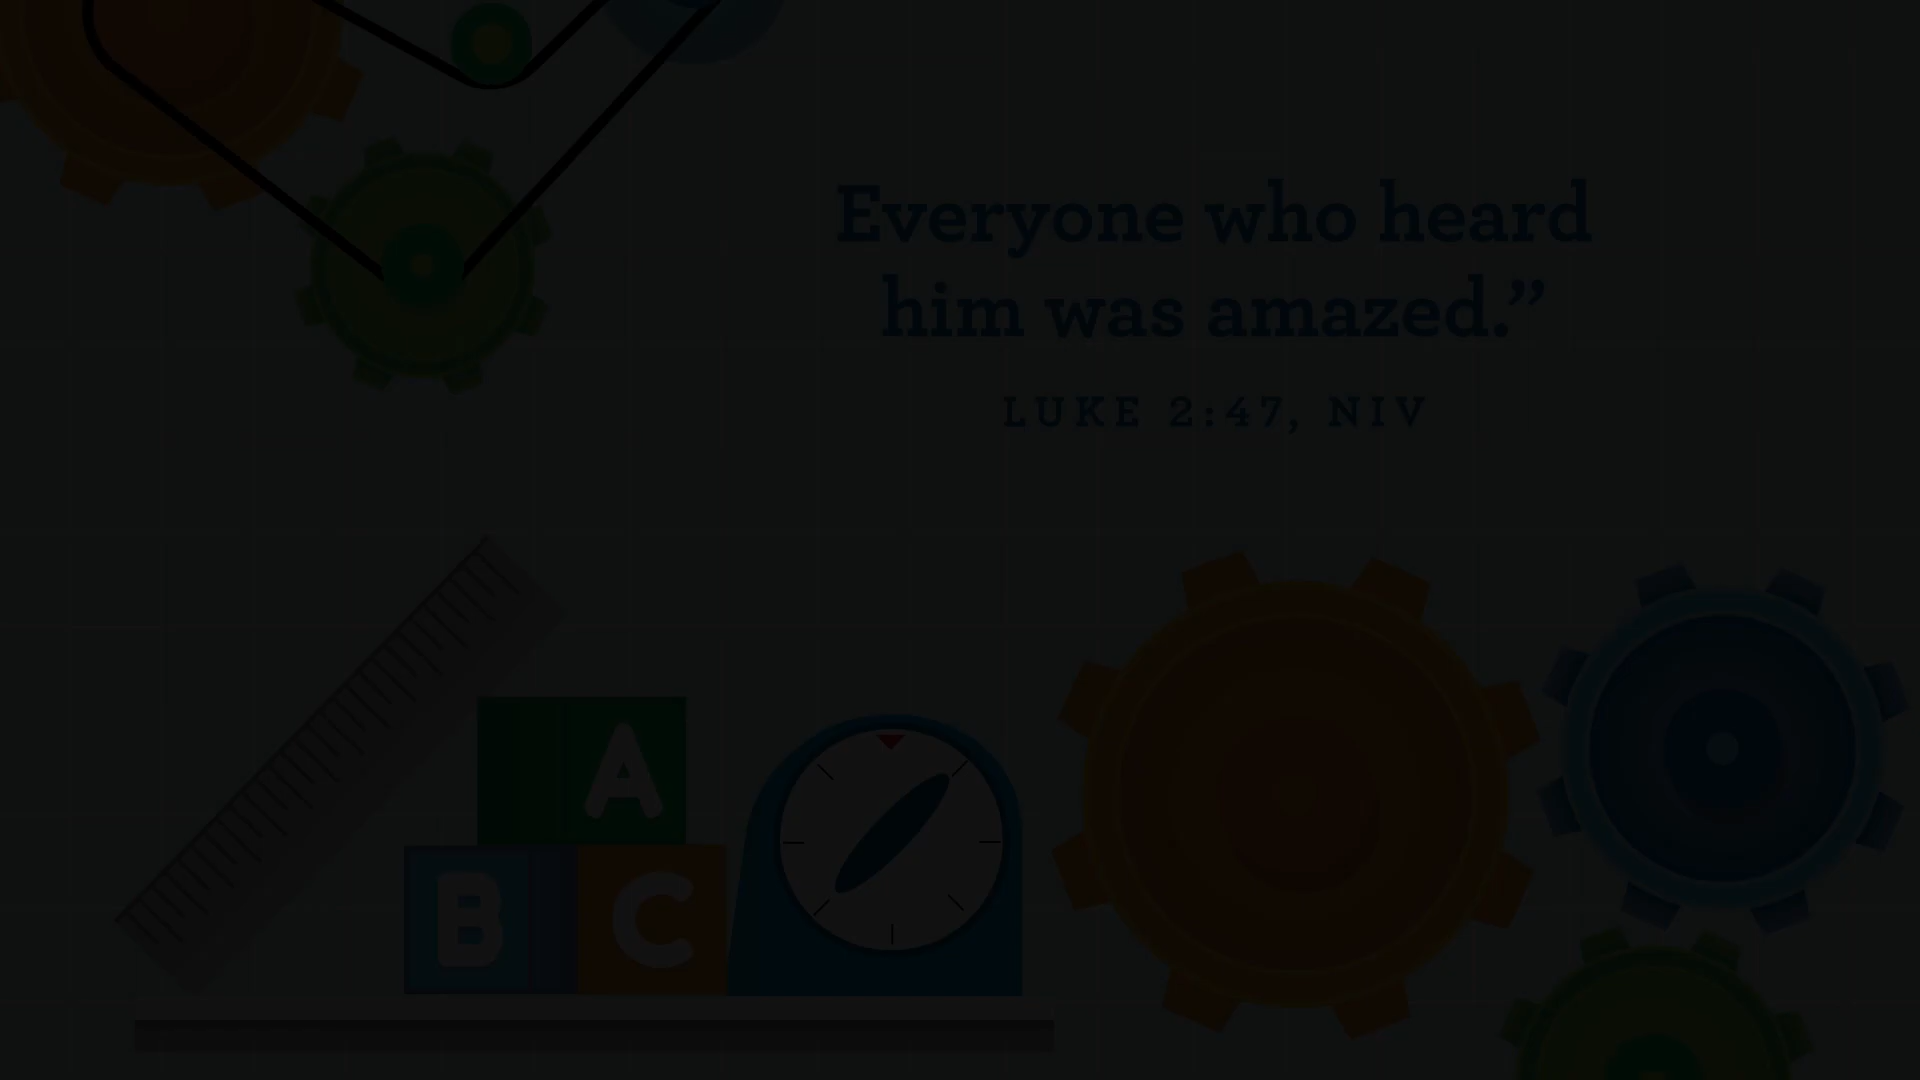 Everyone who heard
him was amazed.”
LUKE 2:47, NIV
A
B C